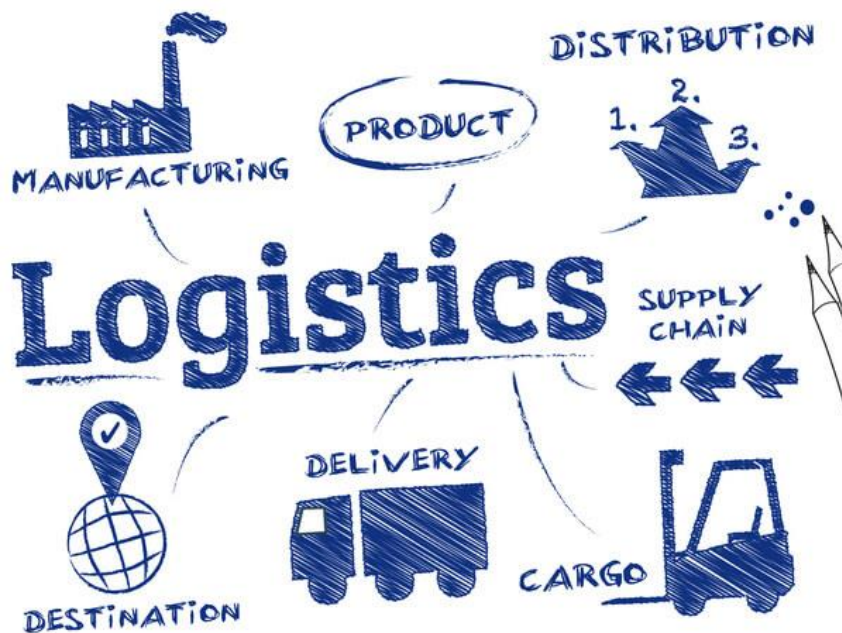 DISTRIBUTION
1.
2.
3.
PRODUCT
MANUFACTURING
Logistics
SUPPLY
CHAIN
DELIVERY
CARGO
DESTINATION